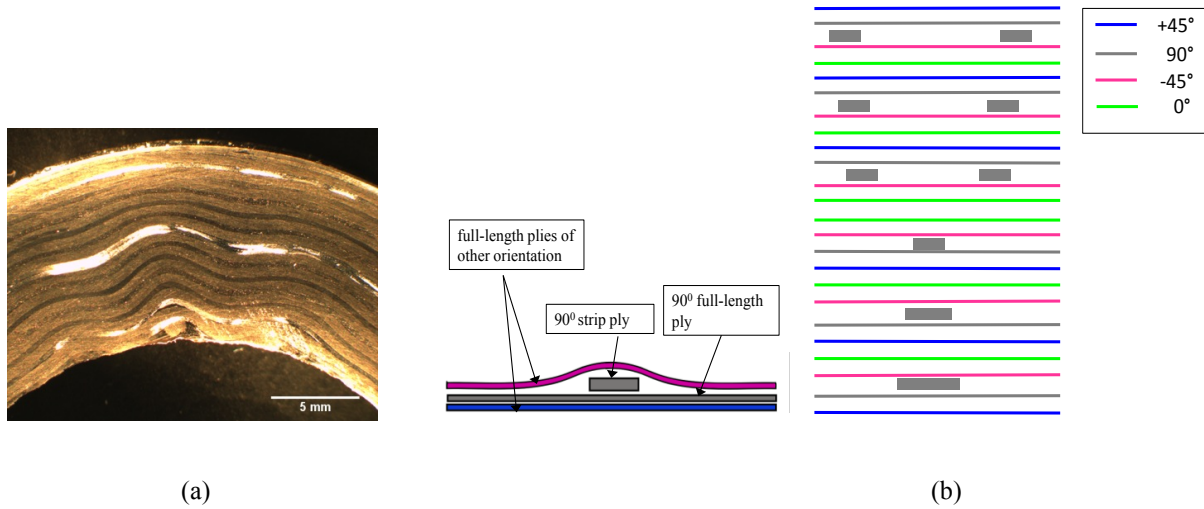 5 mm
(a)
full-length plies of
other orientation
90⁰ strip ply
90⁰ full-length
ply
+45°
90°
-45°
0°
(b)